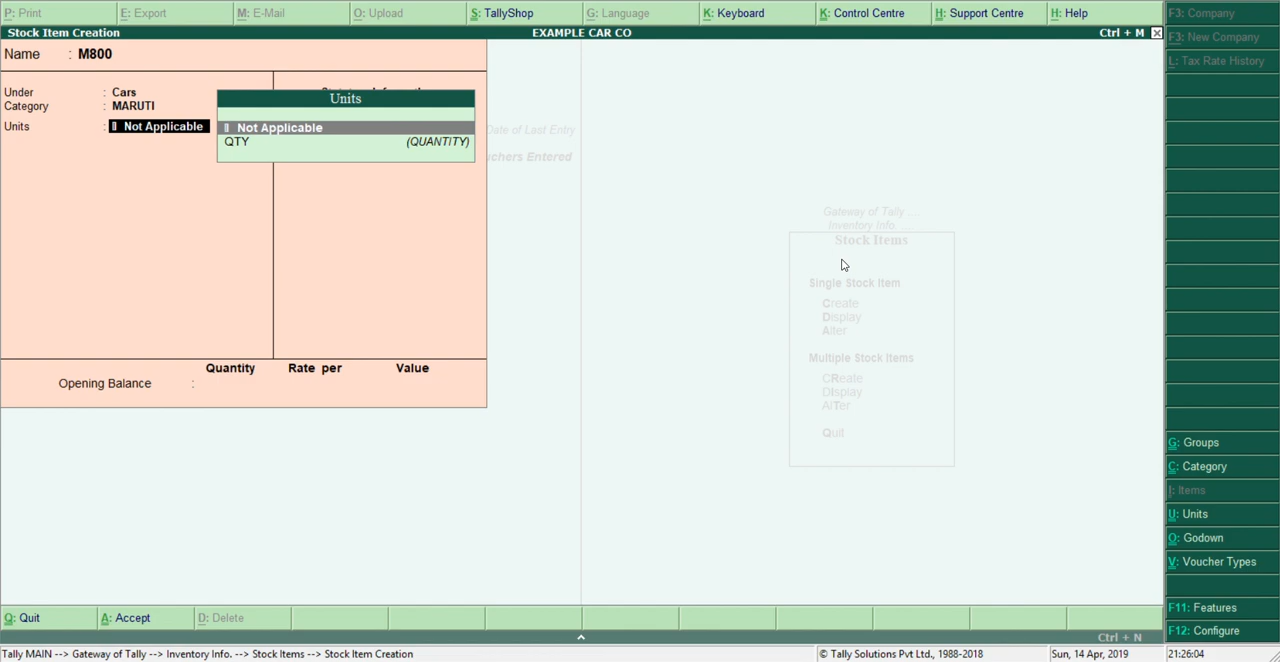 P: Print E: Export M: E-Mail O: Upload S: TallyShop G: Language K: Keyboard K: Control Centre H: Support Centre H: Help
Stock Item Creation EXAMPLE CAR CO Ctrl + M
Name : M800
Under : Cars
Category : MARUTI
Units : Not Applicable
Units
Not Applicable
QTY (QUANTITY)
Date of Last Entry
Entered
Gateway of Tally ...
Inventory Info. ...
Stock Items
Single Stock Item
Create
Display
Alter
Multiple Stock Items
CReate
DIsplay
AlTer
Quit
Quantity Rate per Value
Opening Balance :
F3: Company
F3: New Company
L: Tax Rate History
G: Groups
C: Category
I: Items
U: Units
O: Godown
V: Voucher Types
F11: Features
F12: Configure
Q: Quit A: Accept D: Delete
Ctrl + N
Tally MAIN --> Gateway of Tally --> Inventory Info. --> Stock Items --> Stock Item Creation © Tally Solutions Pvt Ltd., 1988-2018 Sun, 14 Apr, 2019 21:26:04